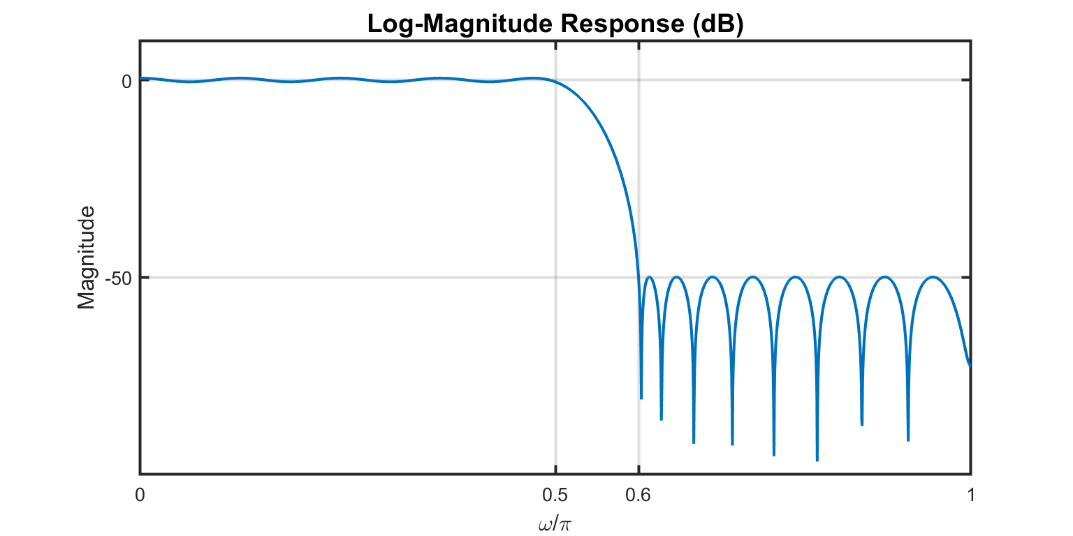 Log-Magnitude Response (dB)
Magnitude
0
-50
0 0.5 0.6 1
ω/π